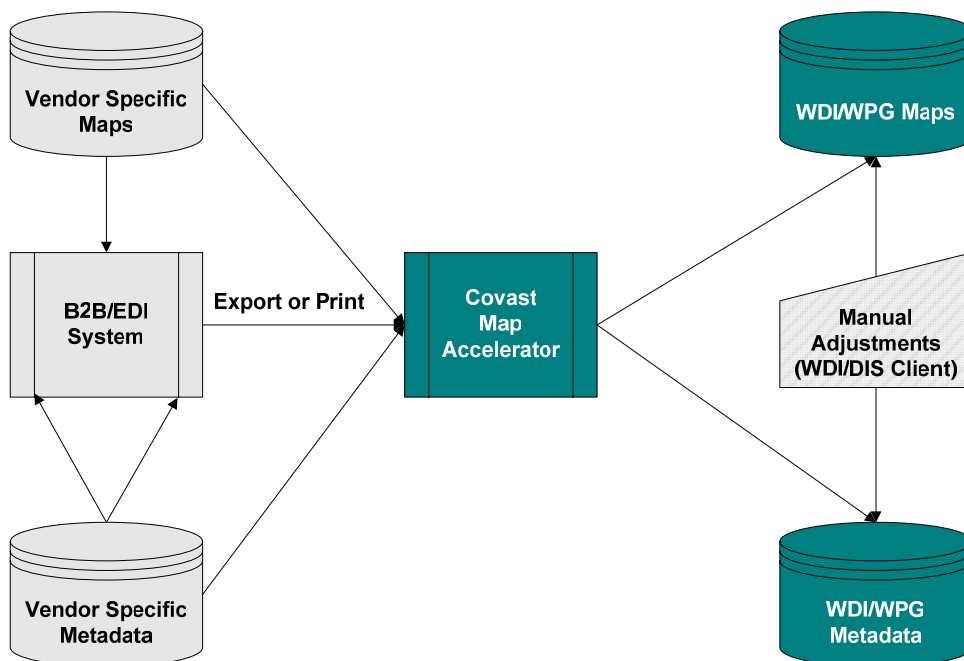 Vendor Specific
Maps
WDI/WPG Maps
B2B/EDI
System
Export or Print
Covast
Map
Accelerator
Manual
Adjustments
(WDI/DIS Client)
Vendor Specific
Metadata
WDI/WPG
Metadata